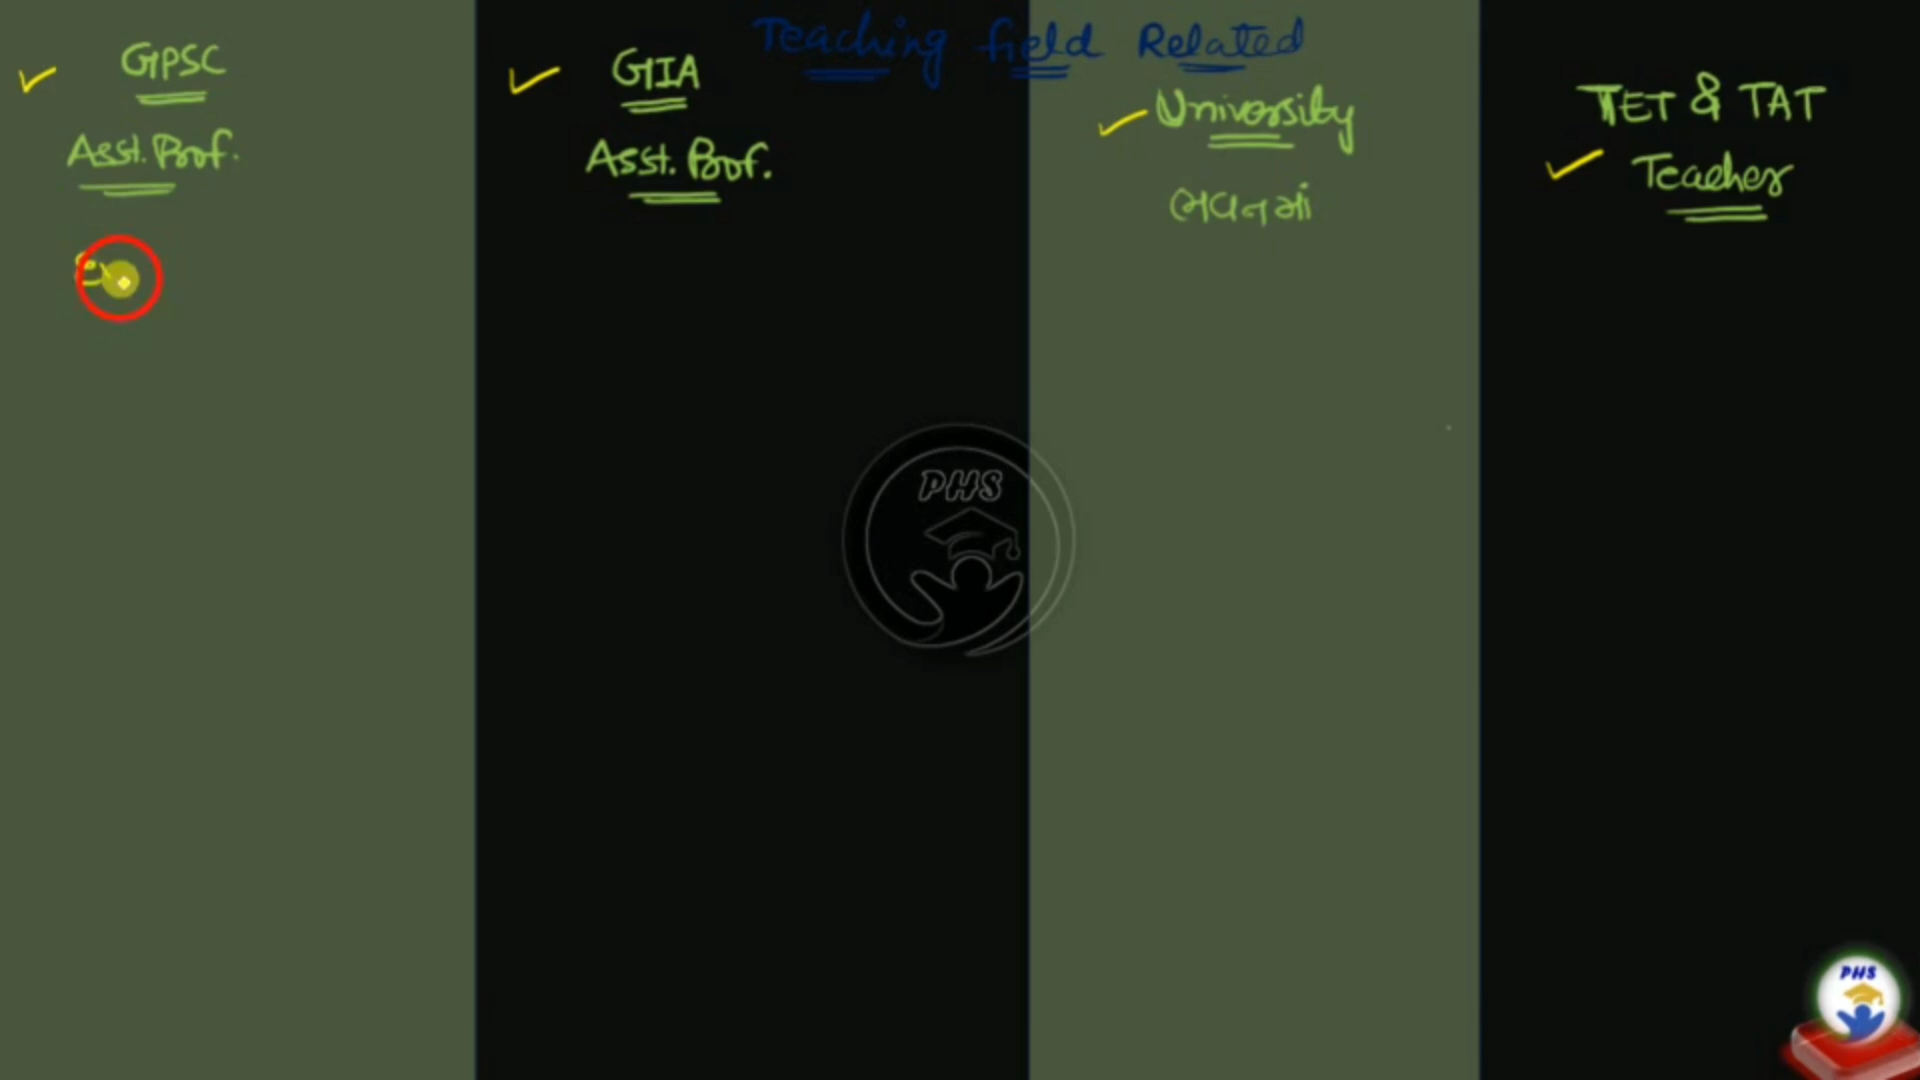 Teaching field Related
GPSC
Asst. Prof.
GIA
Asst. Prof.
University
ભવનમાં
TET & TAT
Teacher
PHS
PHS